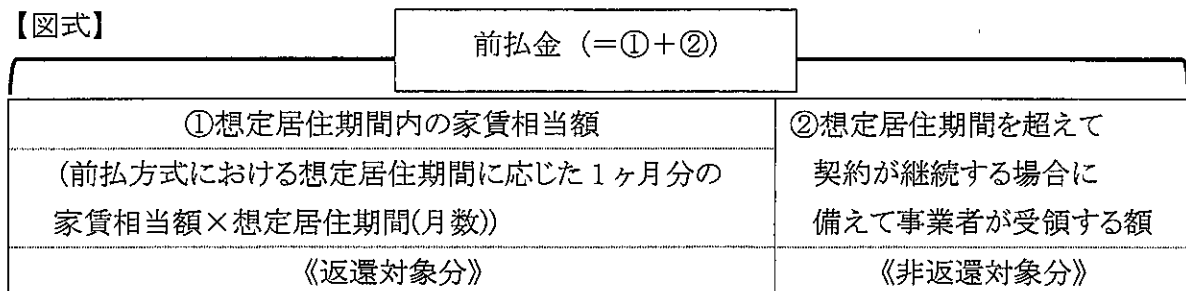 【図式】
前払金（＝①＋②）
①想定居住期間内の家賃相当額
(前払方式における想定居住期間に応じた１ヶ月分の
家賃相当額×想定居住期間(月数))
《返還対象分》
②想定居住期間を超えて
契約が継続する場合に
備えて事業者が受領する額
《非返還対象分》